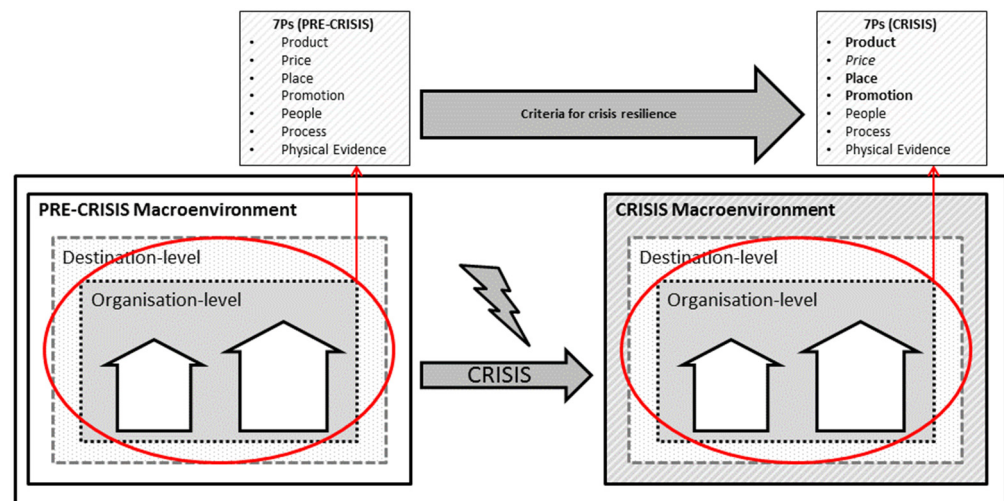 7Ps (PRE-CRISIS)
• Product
• Price
• Place
• Promotion
• People
• Process
• Physical Evidence
Criteria for crisis resilience
7Ps (CRISIS)
• Product
• Price
• Place
• Promotion
• People
• Process
• Physical Evidence
PRE-CRISIS Macroenvironment
Destination-level
Organisation-level
CRISIS
CRISIS Macroenvironment
Destination-level
Organisation-level